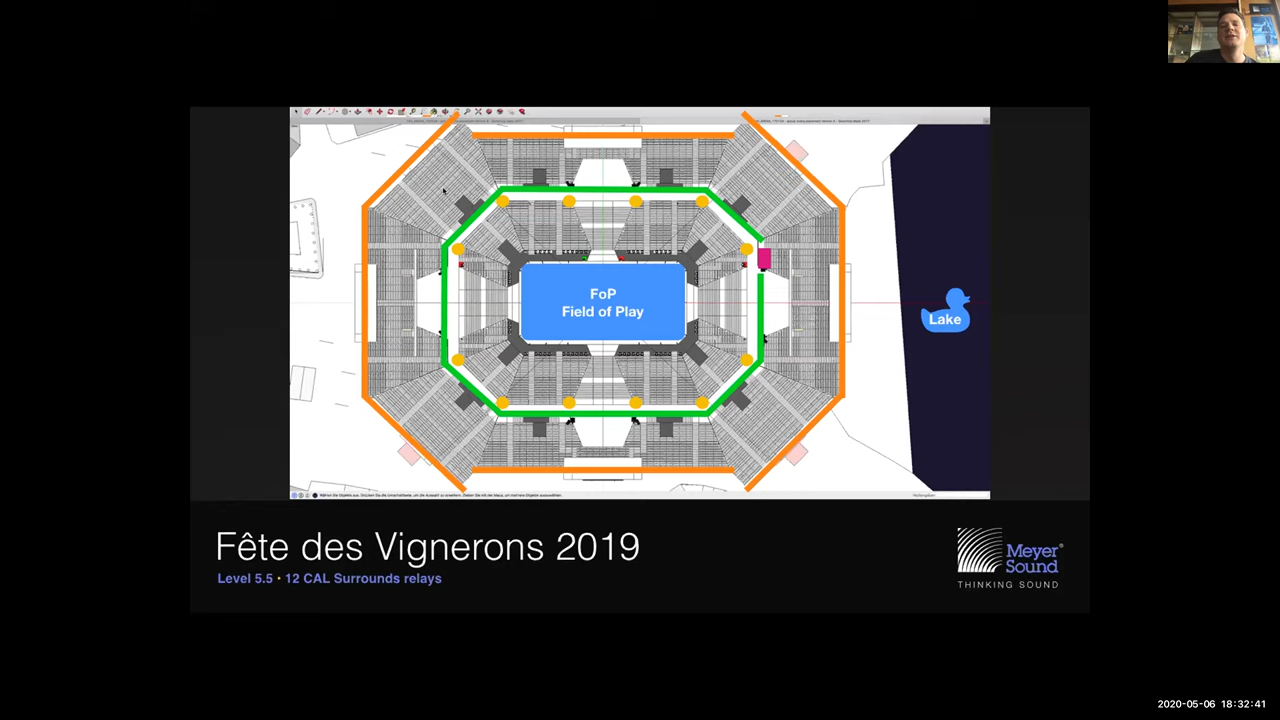 FoP
Field of Play
Lake
Fête des Vignerons 2019
Level 5.5 • 12 CAL Surrounds relays
Meyer
Sound
THINKING SOUND
2020-05-06 18:32:41